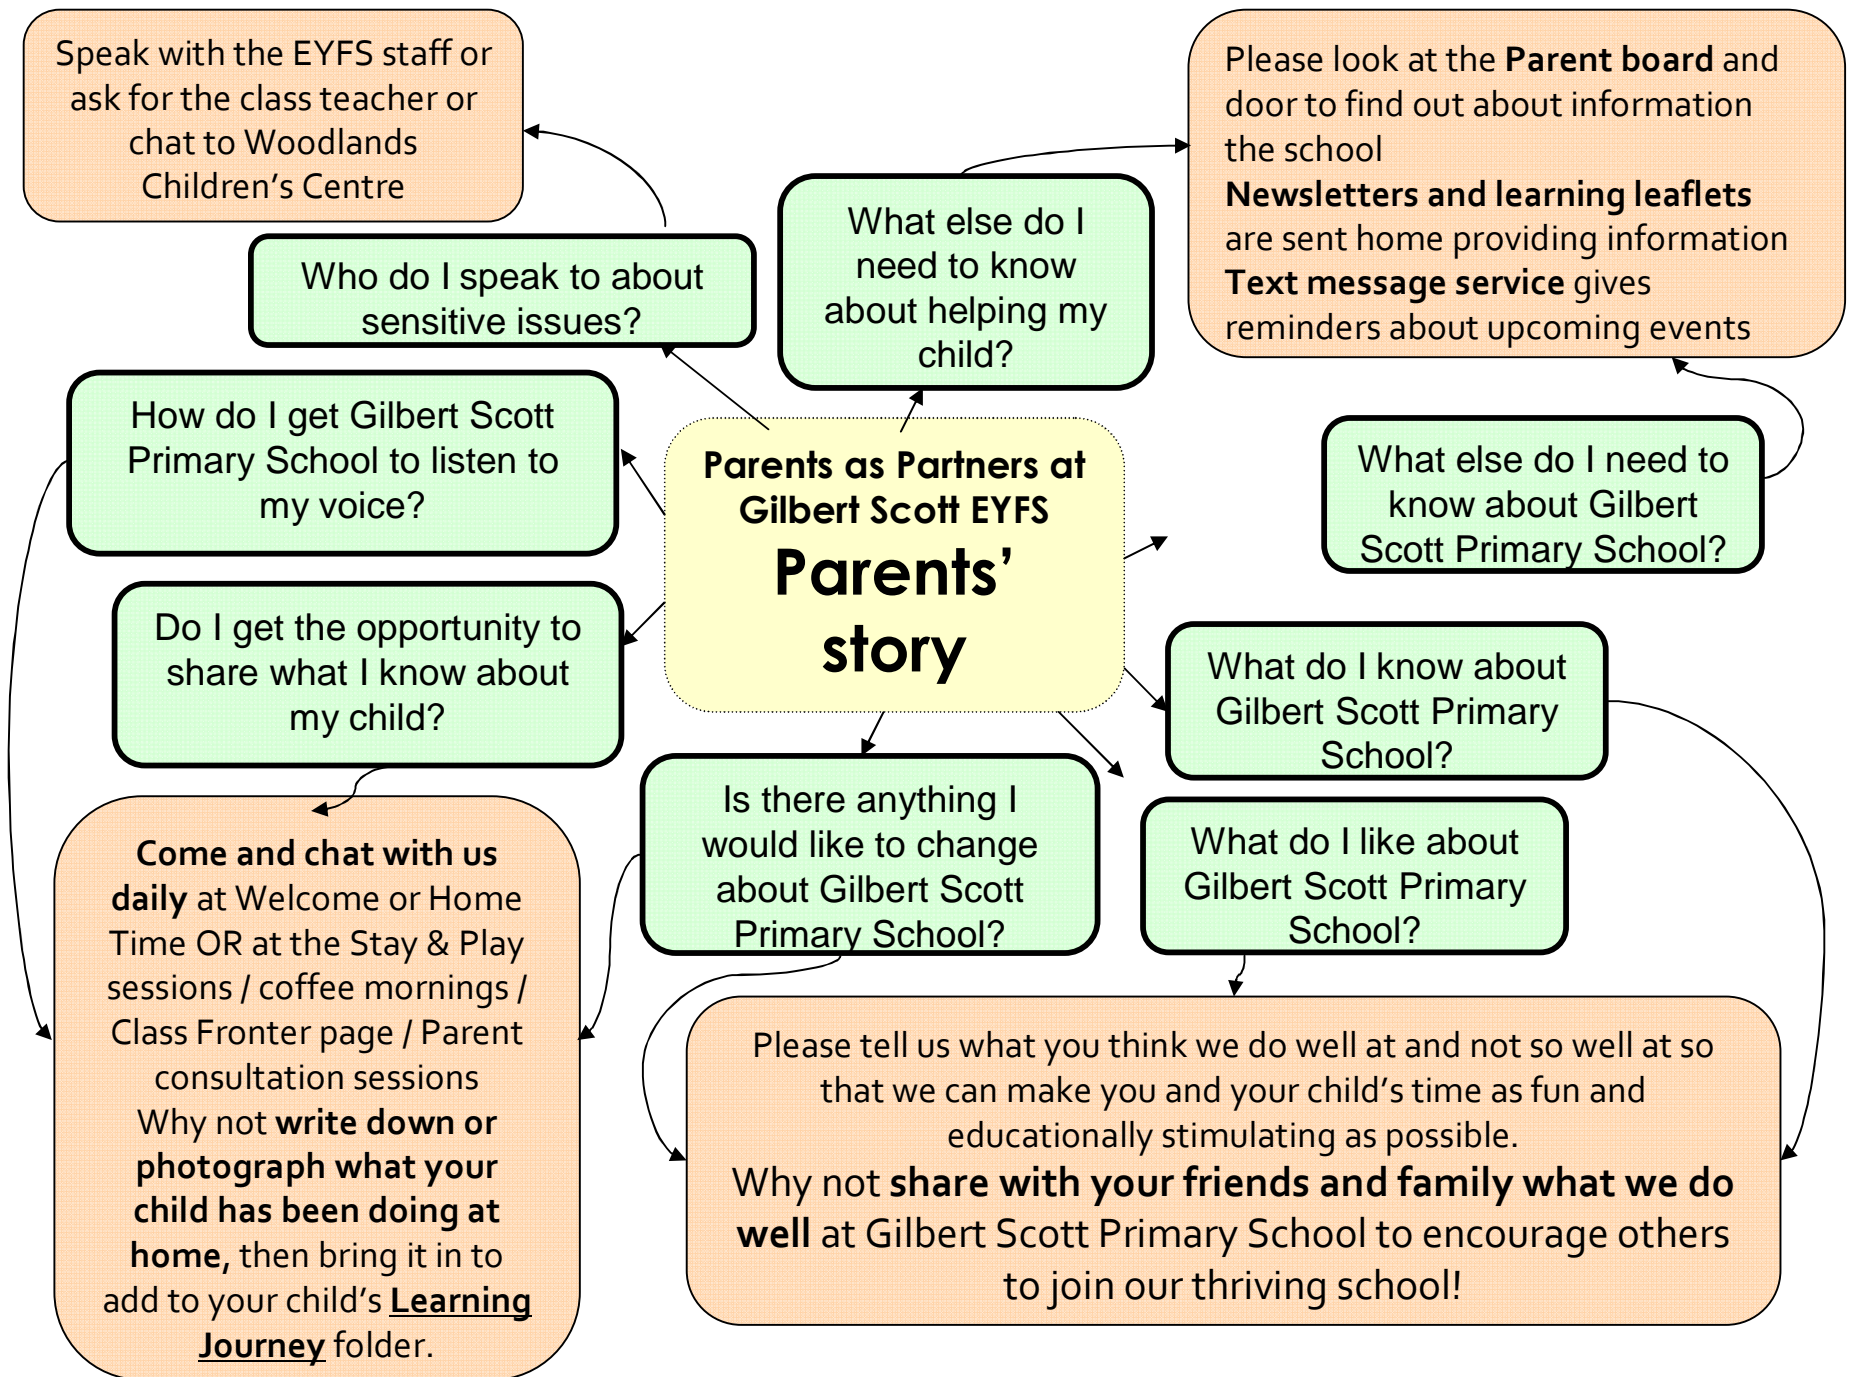 Speak with the EYFS staff or
ask for the class teacher or
chat to Woodlands
Children’s Centre
Please look at the Parent board and
door to find out about information
the school
Newsletters and learning leaflets
are sent home providing information
Text message service gives
reminders about upcoming events
Who do I speak to about
sensitive issues?
What else do I
need to know
about helping my
child?
How do I get Gilbert Scott
Primary School to listen to
my voice?
Parents as Partners at
Gilbert Scott EYFS
Parents’
story
What else do I need to
know about Gilbert
Scott Primary School?
Do I get the opportunity to
share what I know about
my child?
What do I know about
Gilbert Scott Primary
School?
Is there anything I
would like to change
about Gilbert Scott
Primary School?
What do I like about
Gilbert Scott Primary
School?
Come and chat with us
daily at Welcome or Home
Time OR at the Stay & Play
sessions / coffee mornings /
Class Fronter page / Parent
consultation sessions
Why not write down or
photograph what your
child has been doing at
home, then bring it in to
add to your child’s Learning
Journey folder.
Please tell us what you think we do well at and not so well at so
that we can make you and your child’s time as fun and
educationally stimulating as possible.
Why not share with your friends and family what we do
well at Gilbert Scott Primary School to encourage others
to join our thriving school!